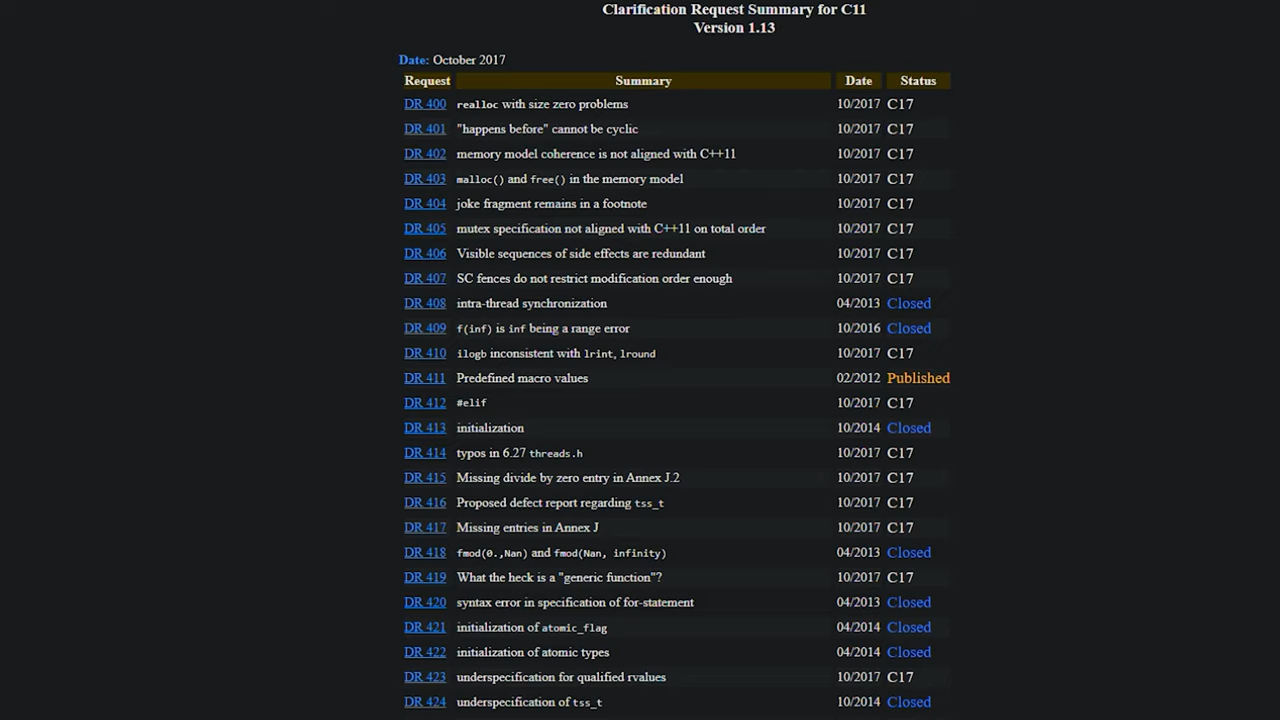 Clarification Request Summary for C11
Version 1.13
Date: October 2017
Request Summary Date Status
DR 400 realloc with size zero problems 10/2017 C17
DR 401 "happens before" cannot be cyclic 10/2017 C17
DR 402 memory model coherence is not aligned with C++11 10/2017 C17
DR 403 malloc() and free() in the memory model 10/2017 C17
DR 404 joke fragment remains in a footnote 10/2017 C17
DR 405 mutex specification not aligned with C++11 on total order 10/2017 C17
DR 406 Visible sequences of side effects are redundant 10/2017 C17
DR 407 SC fences do not restrict modification order enough 10/2017 C17
DR 408 intra-thread synchronization 04/2013 Closed
DR 409 f(inf) is inf being a range error 10/2016 Closed
DR 410 ilogb inconsistent with lrint, lround 10/2017 C17
DR 411 Predefined macro values 02/2012 Published
DR 412 #elif 10/2017 C17
DR 413 initialization 10/2014 Closed
DR 414 typos in 6.27 threads.h 10/2017 C17
DR 415 Missing divide by zero entry in Annex J.2 10/2017 C17
DR 416 Proposed defect report regarding tss_t 10/2017 C17
DR 417 Missing entries in Annex J 10/2017 C17
DR 418 fmod(0.,Nan) and fmod(Nan, infinity) 04/2013 Closed
DR 419 What the heck is a "generic function"? 10/2017 C17
DR 420 syntax error in specification of for-statement 04/2013 Closed
DR 421 initialization of atomic_flag 04/2014 Closed
DR 422 initialization of atomic types 04/2014 Closed
DR 423 underspecification for qualified rvalues 10/2017 C17
DR 424 underspecification of tss_t 10/2014 Closed